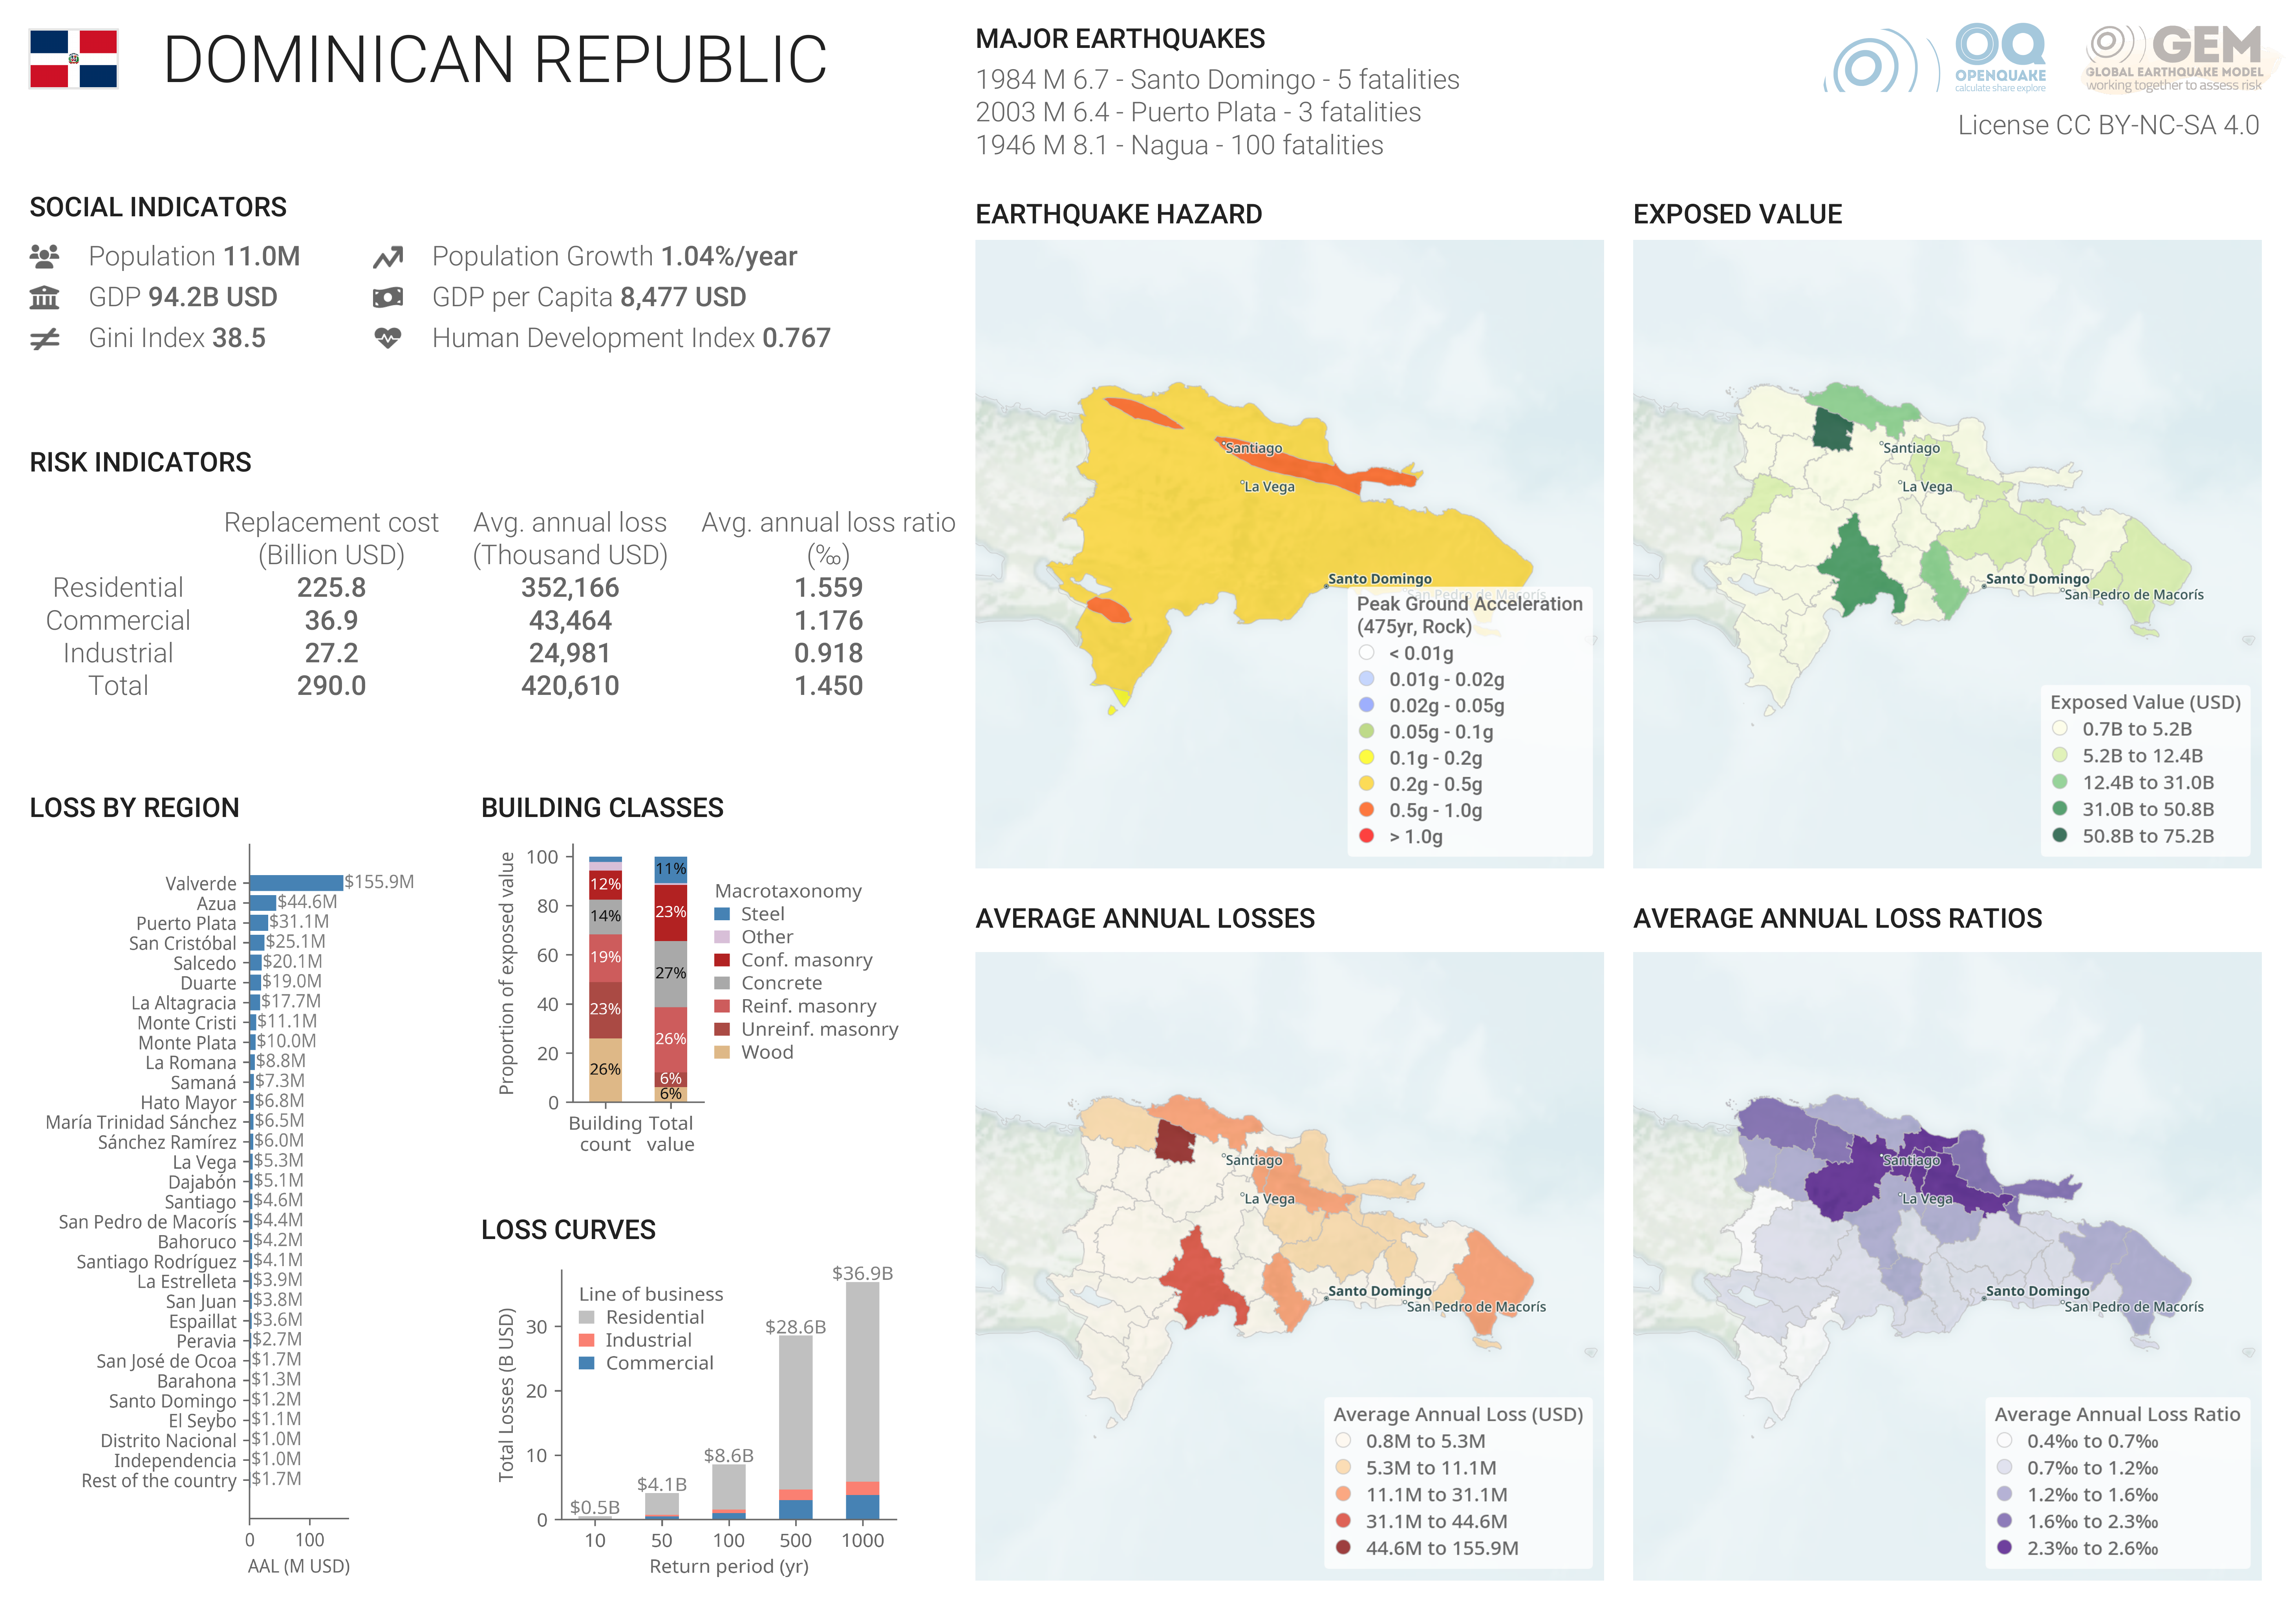 DOMINICAN REPUBLIC
MAJOR EARTHQUAKES
1984 M 6.7 - Santo Domingo - 5 fatalities
2003 M 6.4 - Puerto Plata - 3 fatalities
1946 M 8.1 - Nagua - 100 fatalities
OQ
OPENQUAKE
calculate share explore
GEM
GLOBAL EARTHQUAKE MODEL
working together to assess risk
License CC BY-NC-SA 4.0
SOCIAL INDICATORS
Population 11.0M
Population Growth 1.04%/year
GDP 94.2B USD
GDP per Capita 8,477 USD
Gini Index 38.5
Human Development Index 0.767
RISK INDICATORS
Replacement cost (Billion USD) Avg. annual loss (Thousand USD) Avg. annual loss ratio (‰)
Residential 225.8 352,166 1.559
Commercial 36.9 43,464 1.176
Industrial 27.2 24,981 0.918
Total 290.0 420,610 1.450
LOSS BY REGION
Valverde $155.9M
Azua $44.6M
Puerto Plata $31.1M
San Cristóbal $25.1M
Salcedo $20.1M
Duarte $19.0M
La Altagracia $17.7M
Monte Cristi $11.1M
Monte Plata $10.0M
La Romana $8.8M
Samaná $7.3M
Hato Mayor $6.8M
María Trinidad Sánchez $6.5M
Sánchez Ramírez $6.0M
La Vega $5.3M
Dajabón $5.1M
Santiago $4.6M
San Pedro de Macorís $4.4M
Bahoruco $4.2M
Santiago Rodríguez $4.1M
La Estrelleta $3.9M
San Juan $3.8M
Espaillat $3.6M
Peravia $2.7M
San José de Ocoa $1.7M
Barahona $1.3M
Santo Domingo $1.2M
El Seybo $1.1M
Distrito Nacional $1.0M
Independencia $1.0M
Rest of the country $1.7M
0 100
AAL (M USD)
BUILDING CLASSES
Proportion of exposed value
100
80
60
40
20
0
12%
14%
19%
23%
26%
11%
23%
27%
26%
6%
6%
Building count
Total value
Macrotaxonomy
Steel
Other
Conf. masonry
Concrete
Reinf. masonry
Unreinf. masonry
Wood
LOSS CURVES
Total Losses (B USD)
30
20
10
0
Line of business
Residential
Industrial
Commercial
$0.5B
$4.1B
$8.6B
$28.6B
$36.9B
10 50 100 500 1000
Return period (yr)
EARTHQUAKE HAZARD
Santiago
La Vega
Santo Domingo
San Pedro de Macorís
Peak Ground Acceleration
(475yr, Rock)
< 0.01g
0.01g - 0.02g
0.02g - 0.05g
0.05g - 0.1g
0.1g - 0.2g
0.2g - 0.5g
0.5g - 1.0g
> 1.0g
EXPOSED VALUE
Santiago
La Vega
Santo Domingo
San Pedro de Macorís
Exposed Value (USD)
0.7B to 5.2B
5.2B to 12.4B
12.4B to 31.0B
31.0B to 50.8B
50.8B to 75.2B
AVERAGE ANNUAL LOSSES
Santiago
La Vega
Santo Domingo
San Pedro de Macorís
Average Annual Loss (USD)
0.8M to 5.3M
5.3M to 11.1M
11.1M to 31.1M
31.1M to 44.6M
44.6M to 155.9M
AVERAGE ANNUAL LOSS RATIOS
Santiago
La Vega
Santo Domingo
San Pedro de Macorís
Average Annual Loss Ratio
0.4‰ to 0.7‰
0.7‰ to 1.2‰
1.2‰ to 1.6‰
1.6‰ to 2.3‰
2.3‰ to 2.6‰